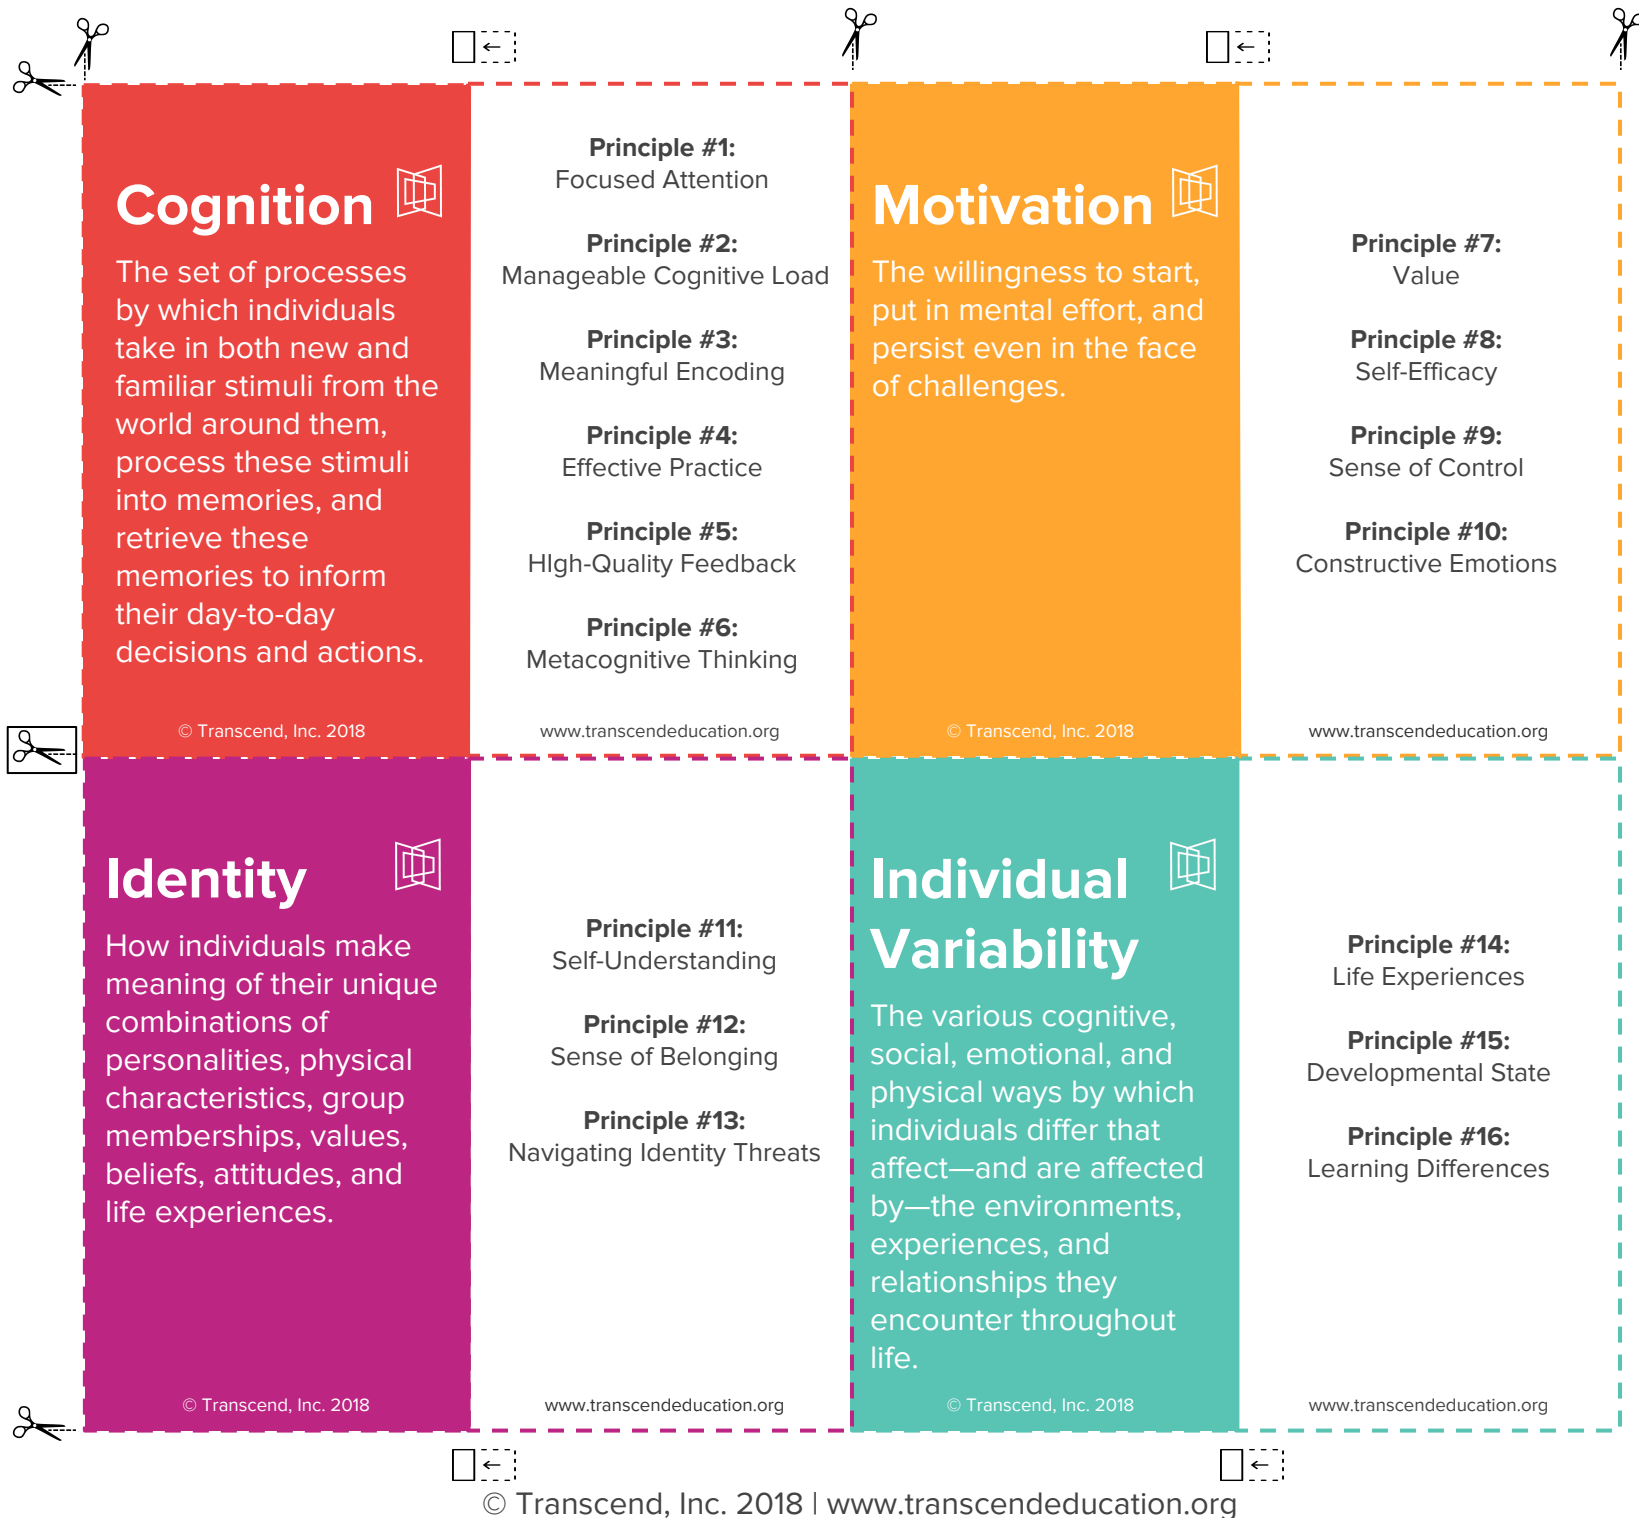 Cognition
The set of processes
by which individuals
take in both new and
familiar stimuli from the
world around them,
process these stimuli
into memories, and
retrieve these
memories to inform
their day-to-day
decisions and actions.
© Transcend, Inc. 2018
Principle #1:
Focused Attention
Principle #2:
Manageable Cognitive Load
Principle #3:
Meaningful Encoding
Principle #4:
Effective Practice
Principle #5:
HIgh-Quality Feedback
Principle #6:
Metacognitive Thinking
www.transcendeducation.org
Motivation
The willingness to start,
put in mental effort, and
persist even in the face
of challenges.
© Transcend, Inc. 2018
Principle #7:
Value
Principle #8:
Self-Efficacy
Principle #9:
Sense of Control
Principle #10:
Constructive Emotions
www.transcendeducation.org
Identity
How individuals make
meaning of their unique
combinations of
personalities, physical
characteristics, group
memberships, values,
beliefs, attitudes, and
life experiences.
© Transcend, Inc. 2018
Principle #11:
Self-Understanding
Principle #12:
Sense of Belonging
Principle #13:
Navigating Identity Threats
www.transcendeducation.org
Individual
Variability
The various cognitive,
social, emotional, and
physical ways by which
individuals differ that
affect—and are affected
by—the environments,
experiences, and
relationships they
encounter throughout
life.
© Transcend, Inc. 2018
Principle #14:
Life Experiences
Principle #15:
Developmental State
Principle #16:
Learning Differences
www.transcendeducation.org
© Transcend, Inc. 2018 | www.transcendeducation.org